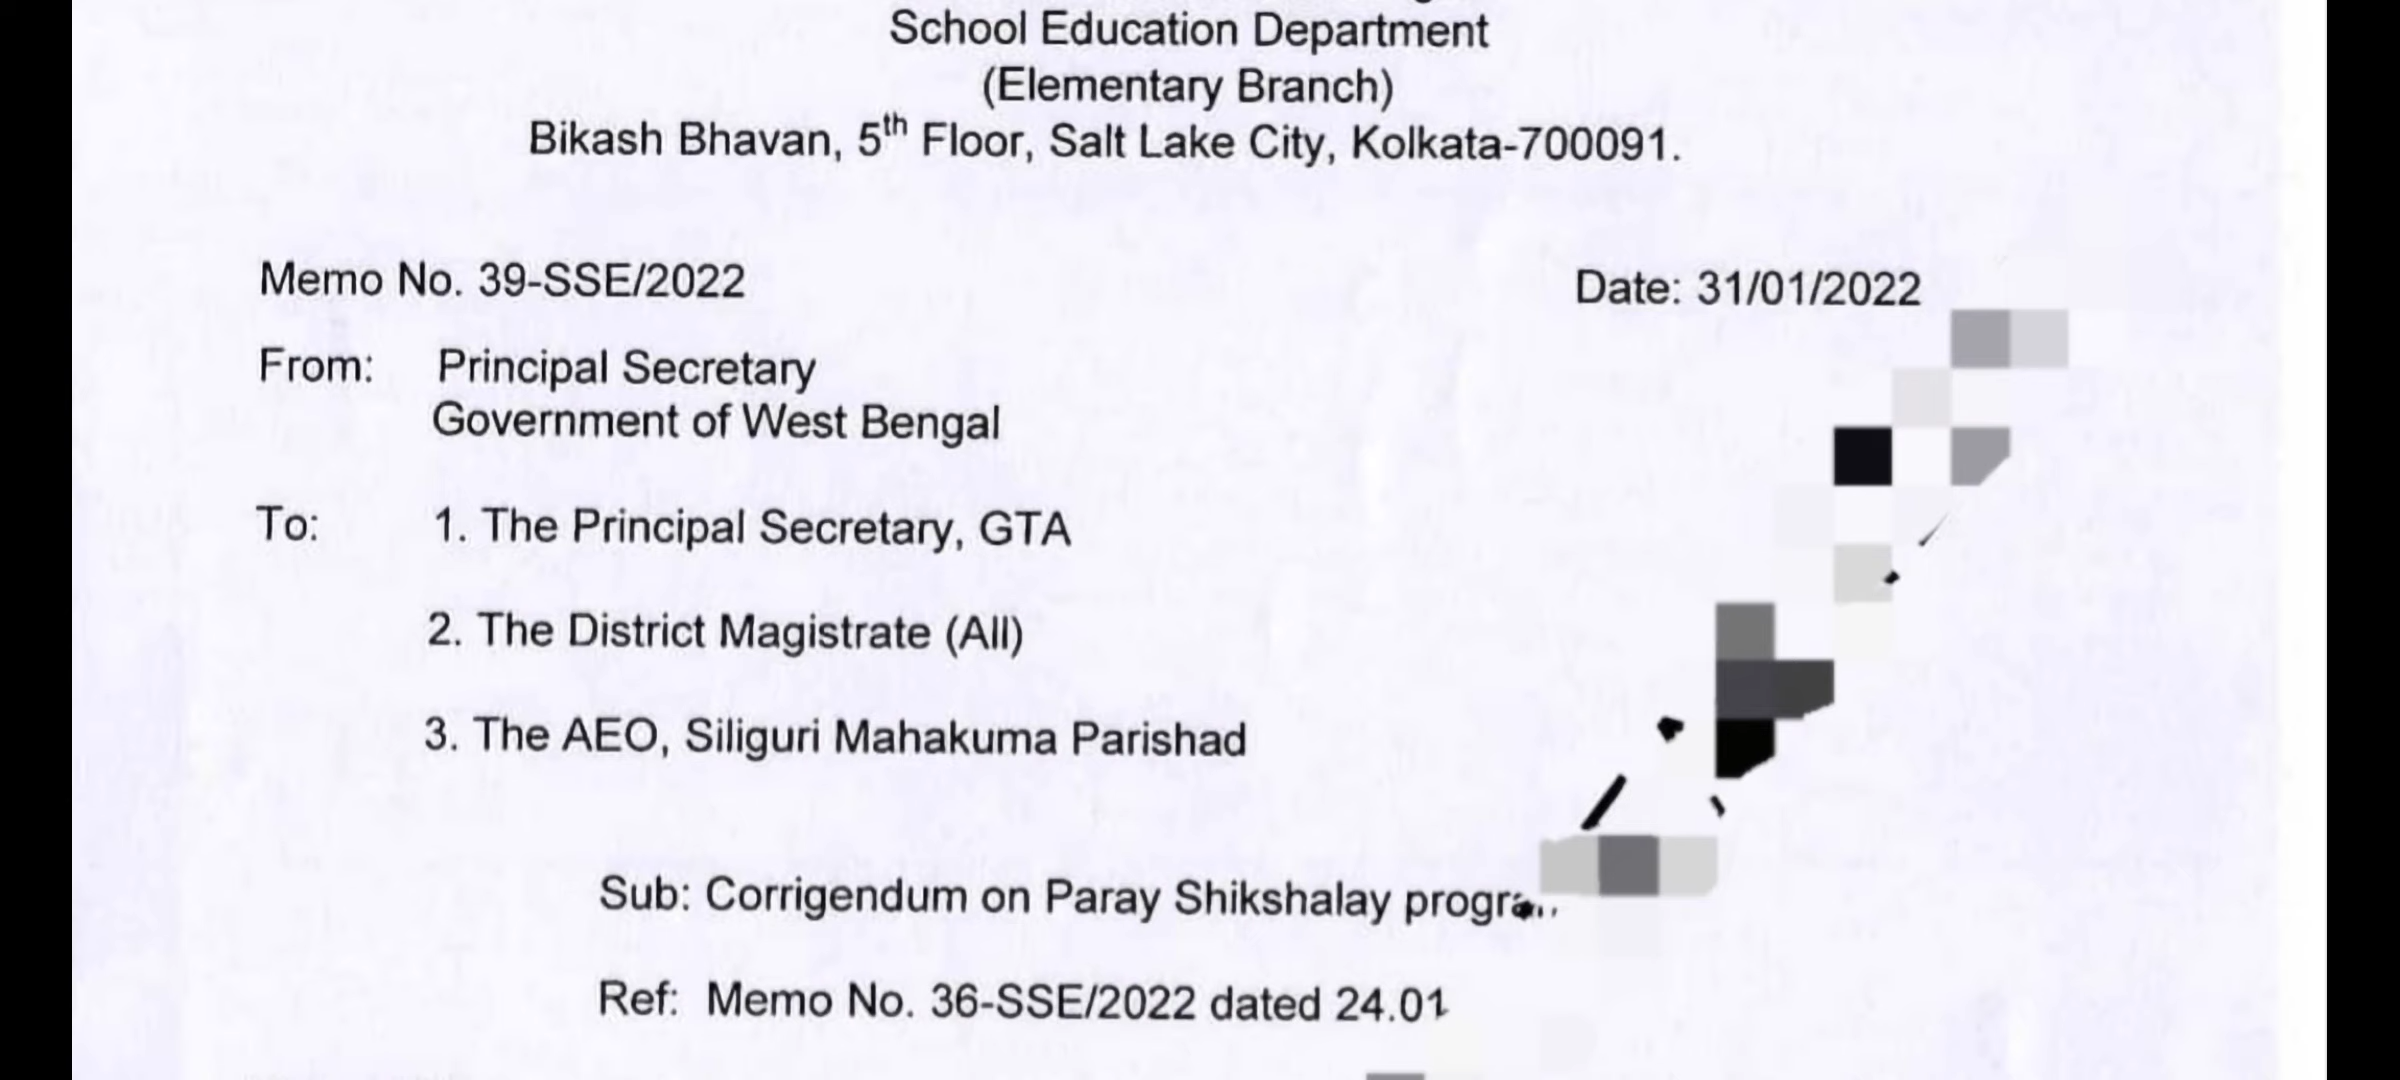 School Education Department
(Elementary Branch)
Bikash Bhavan, 5th Floor, Salt Lake City, Kolkata-700091.
Memo No. 39-SSE/2022
Date: 31/01/2022
From: Principal Secretary
Government of West Bengal
To: 1. The Principal Secretary, GTA
2. The District Magistrate (All)
3. The AEO, Siliguri Mahakuma Parishad
Sub: Corrigendum on Paray Shikshalay
Ref: Memo No. 36-SSE/2022 dated 24.01